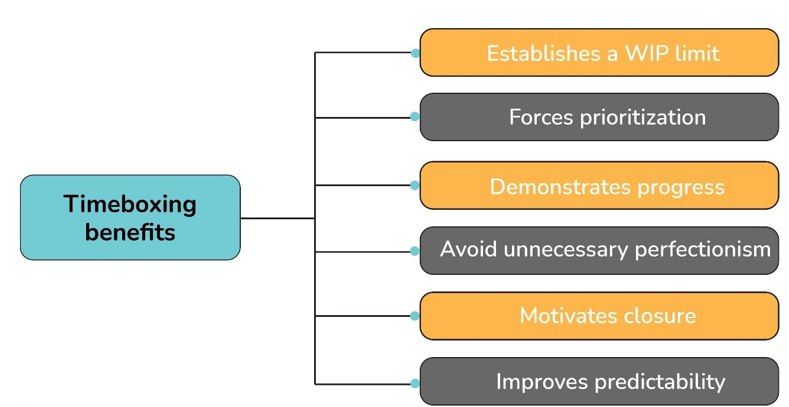 Timeboxing
benefits
Establishes a WIP limit
Forces prioritization
Demonstrates progress
Avoid unnecessary perfectionism
Motivates closure
Improves predictability